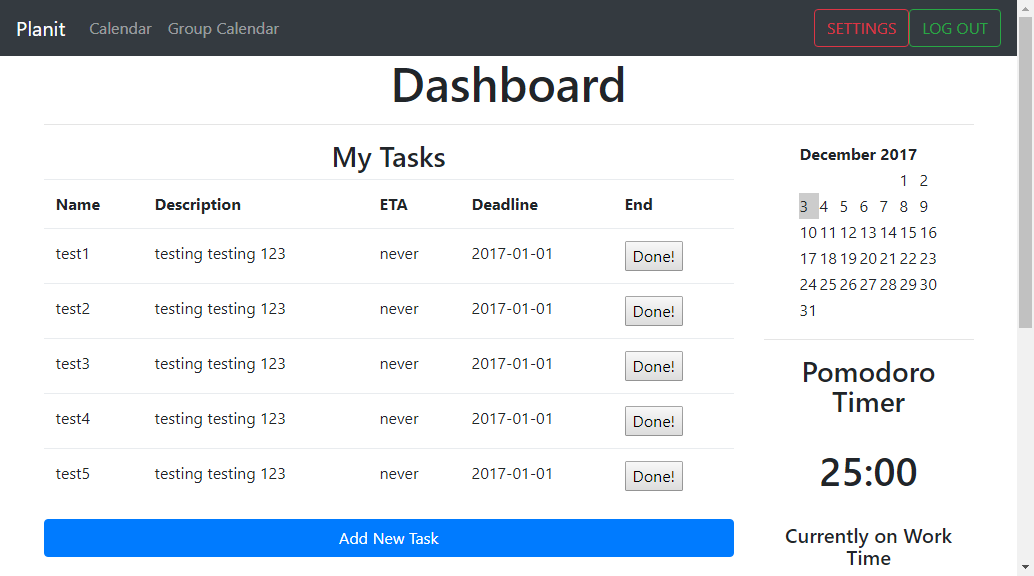 Planit Calendar Group Calendar SETTINGS LOG OUT
Dashboard
My Tasks
Name Description ETA Deadline End
test1 testing testing 123 never 2017-01-01 Done!
test2 testing testing 123 never 2017-01-01 Done!
test3 testing testing 123 never 2017-01-01 Done!
test4 testing testing 123 never 2017-01-01 Done!
test5 testing testing 123 never 2017-01-01 Done!
Add New Task
December 2017
1 2
3 4 5 6 7 8 9
10 11 12 13 14 15 16
17 18 19 20 21 22 23
24 25 26 27 28 29 30
31
Pomodoro
Timer
25:00
Currently on Work
Time